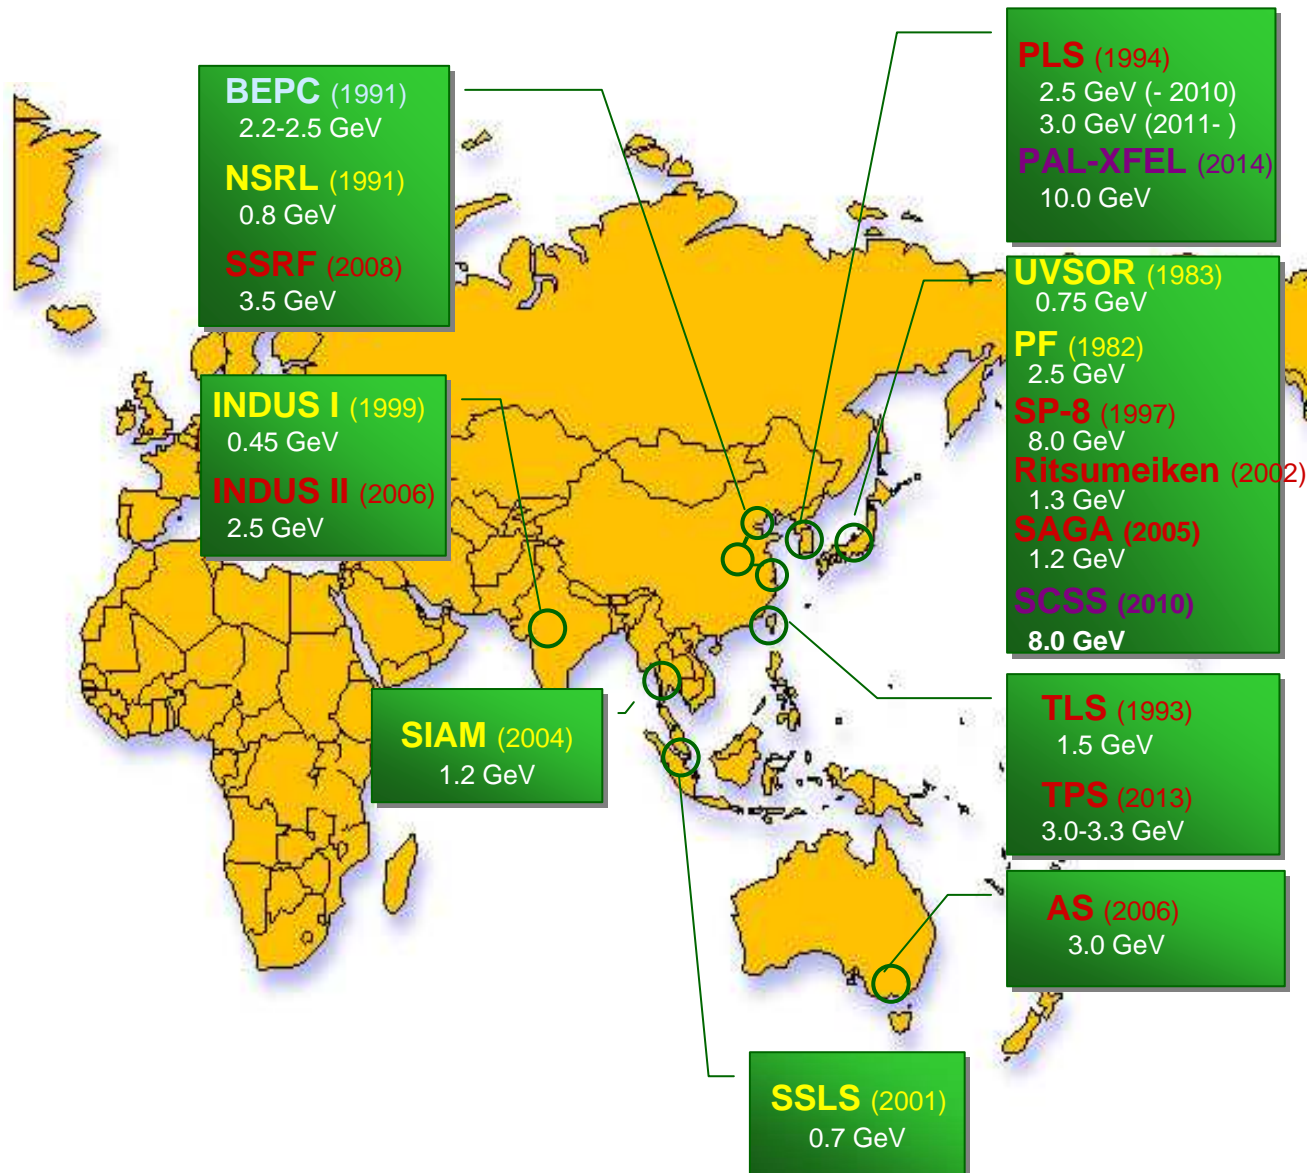 BEPC (1991)
2.2-2.5 GeV
NSRL (1991)
0.8 GeV
SSRF (2008)
3.5 GeV
INDUS I (1999)
0.45 GeV
INDUS II (2006)
2.5 GeV
SIAM (2004)
1.2 GeV
PLS (1994)
2.5 GeV (- 2010)
3.0 GeV (2011- )
PAL-XFEL (2014)
10.0 GeV
UVSOR (1983)
0.75 GeV
PF (1982)
2.5 GeV
SP-8 (1997)
8.0 GeV
Ritsumeiken (2002)
1.3 GeV
SAGA (2005)
1.2 GeV
SCSS (2010)
8.0 GeV
TLS (1993)
1.5 GeV
TPS (2013)
3.0-3.3 GeV
AS (2006)
3.0 GeV
SSLS (2001)
0.7 GeV